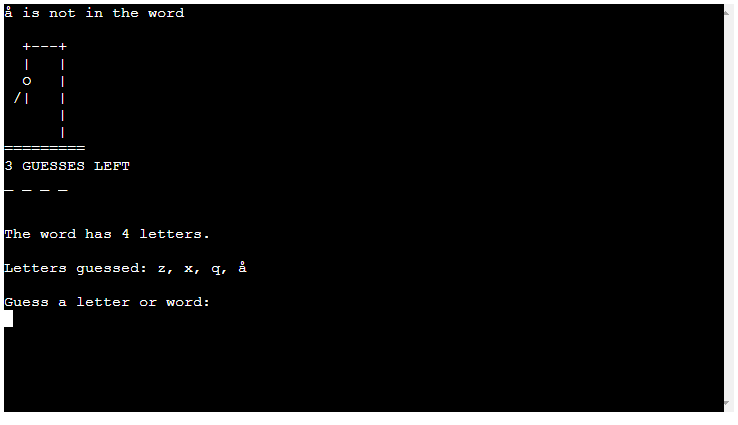 å is not in the word
  +---+
  |   |
  O   |
 /|   |
      |
      |
=========
3 GUESSES LEFT
_ _ _ _
The word has 4 letters.
Letters guessed: z, x, q, å
Guess a letter or word: